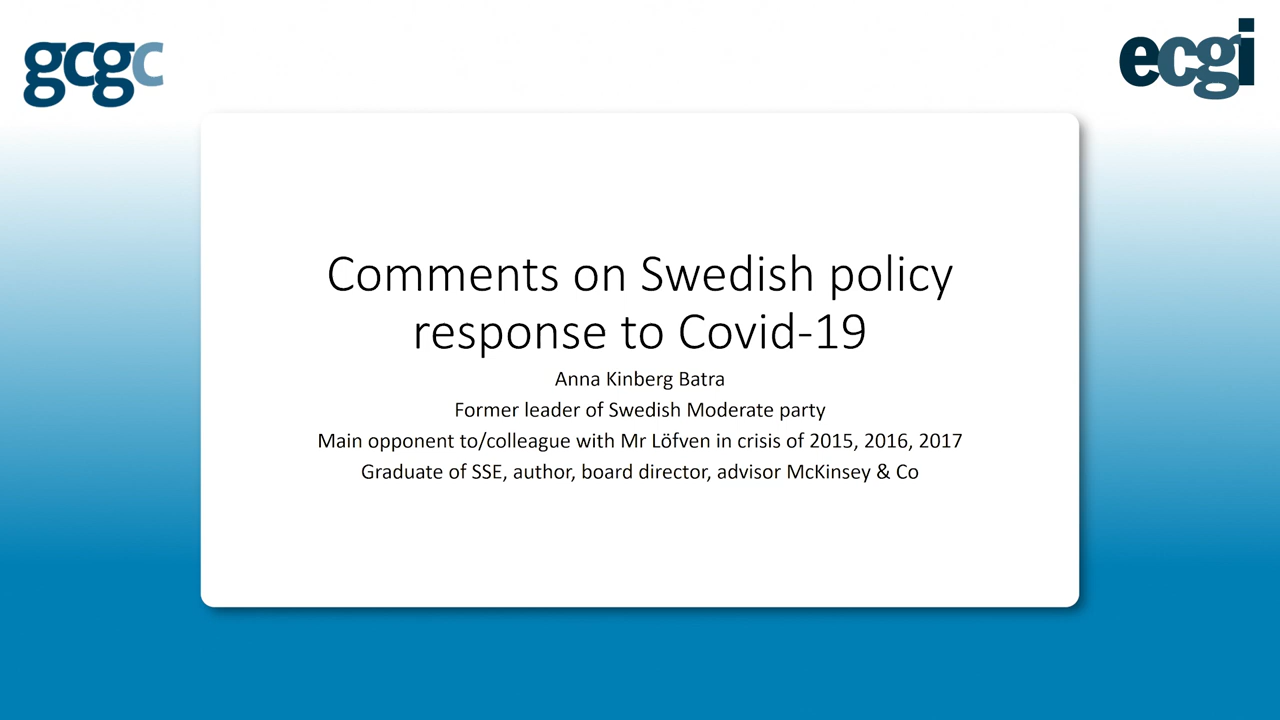 gcgc
ecgi
Comments on Swedish policy
response to Covid-19
Anna Kinberg Batra
Former leader of Swedish Moderate party
Main opponent to/colleague with Mr Löfven in crisis of 2015, 2016, 2017
Graduate of SSE, author, board director, advisor McKinsey & Co